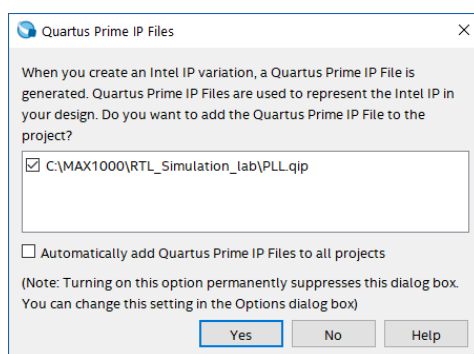 Quartus Prime IP Files
When you create an Intel IP variation, a Quartus Prime IP File is
generated. Quartus Prime IP Files are used to represent the Intel IP in
your design. Do you want to add the Quartus Prime IP File to the
project?
C:\MAX1000\RTL_Simulation_lab\PLL.qip
Automatically add Quartus Prime IP Files to all projects
(Note: Turning on this option permanently suppresses this dialog box.
You can change this setting in the Options dialog box)
Yes No Help